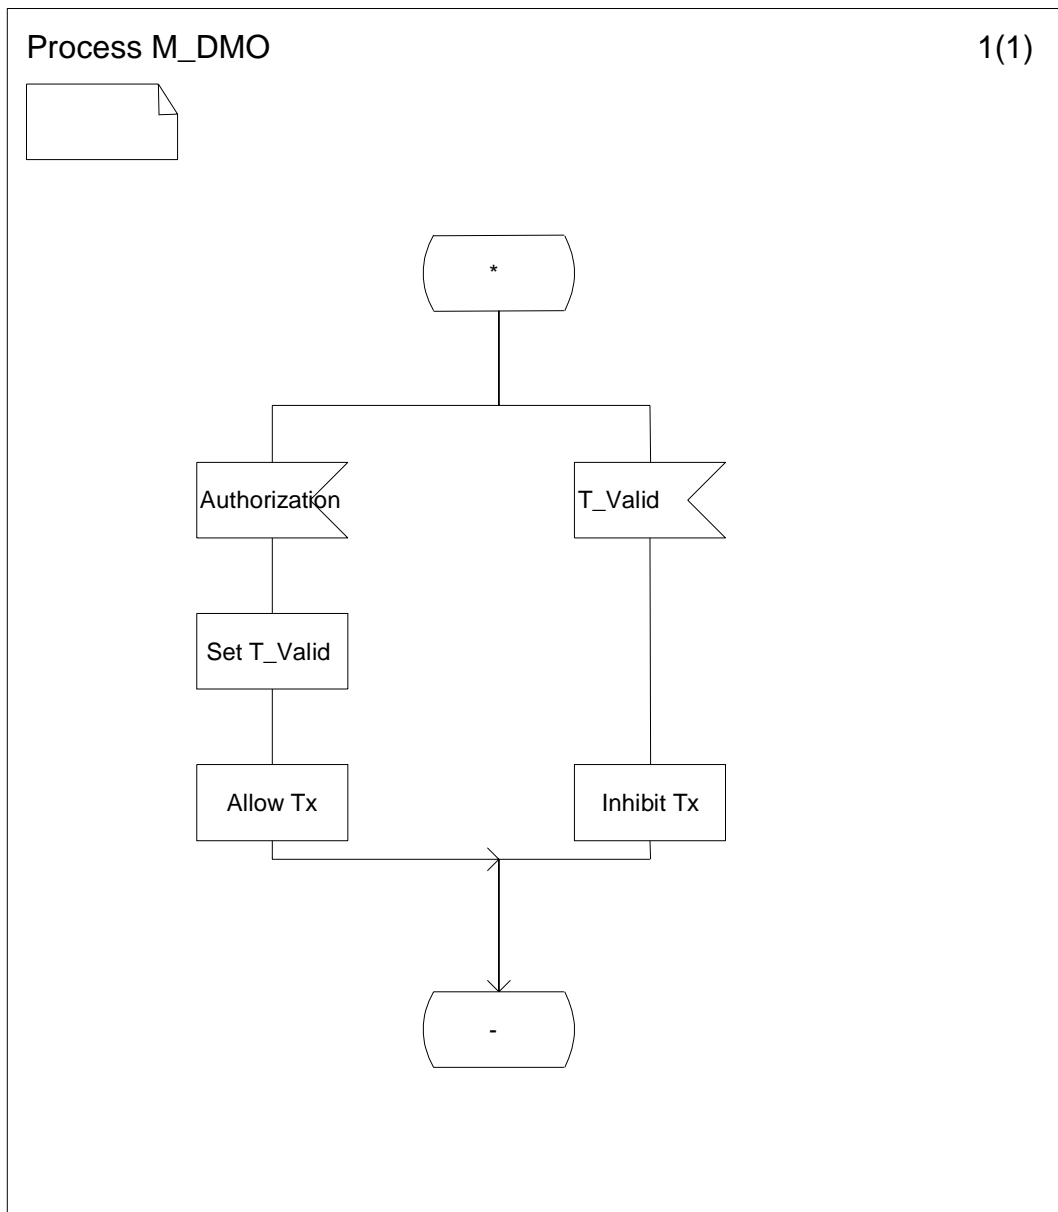 Process M_DMO 1(1)
*
Authorization T_Valid
Set T_Valid
Allow Tx Inhibit Tx
-